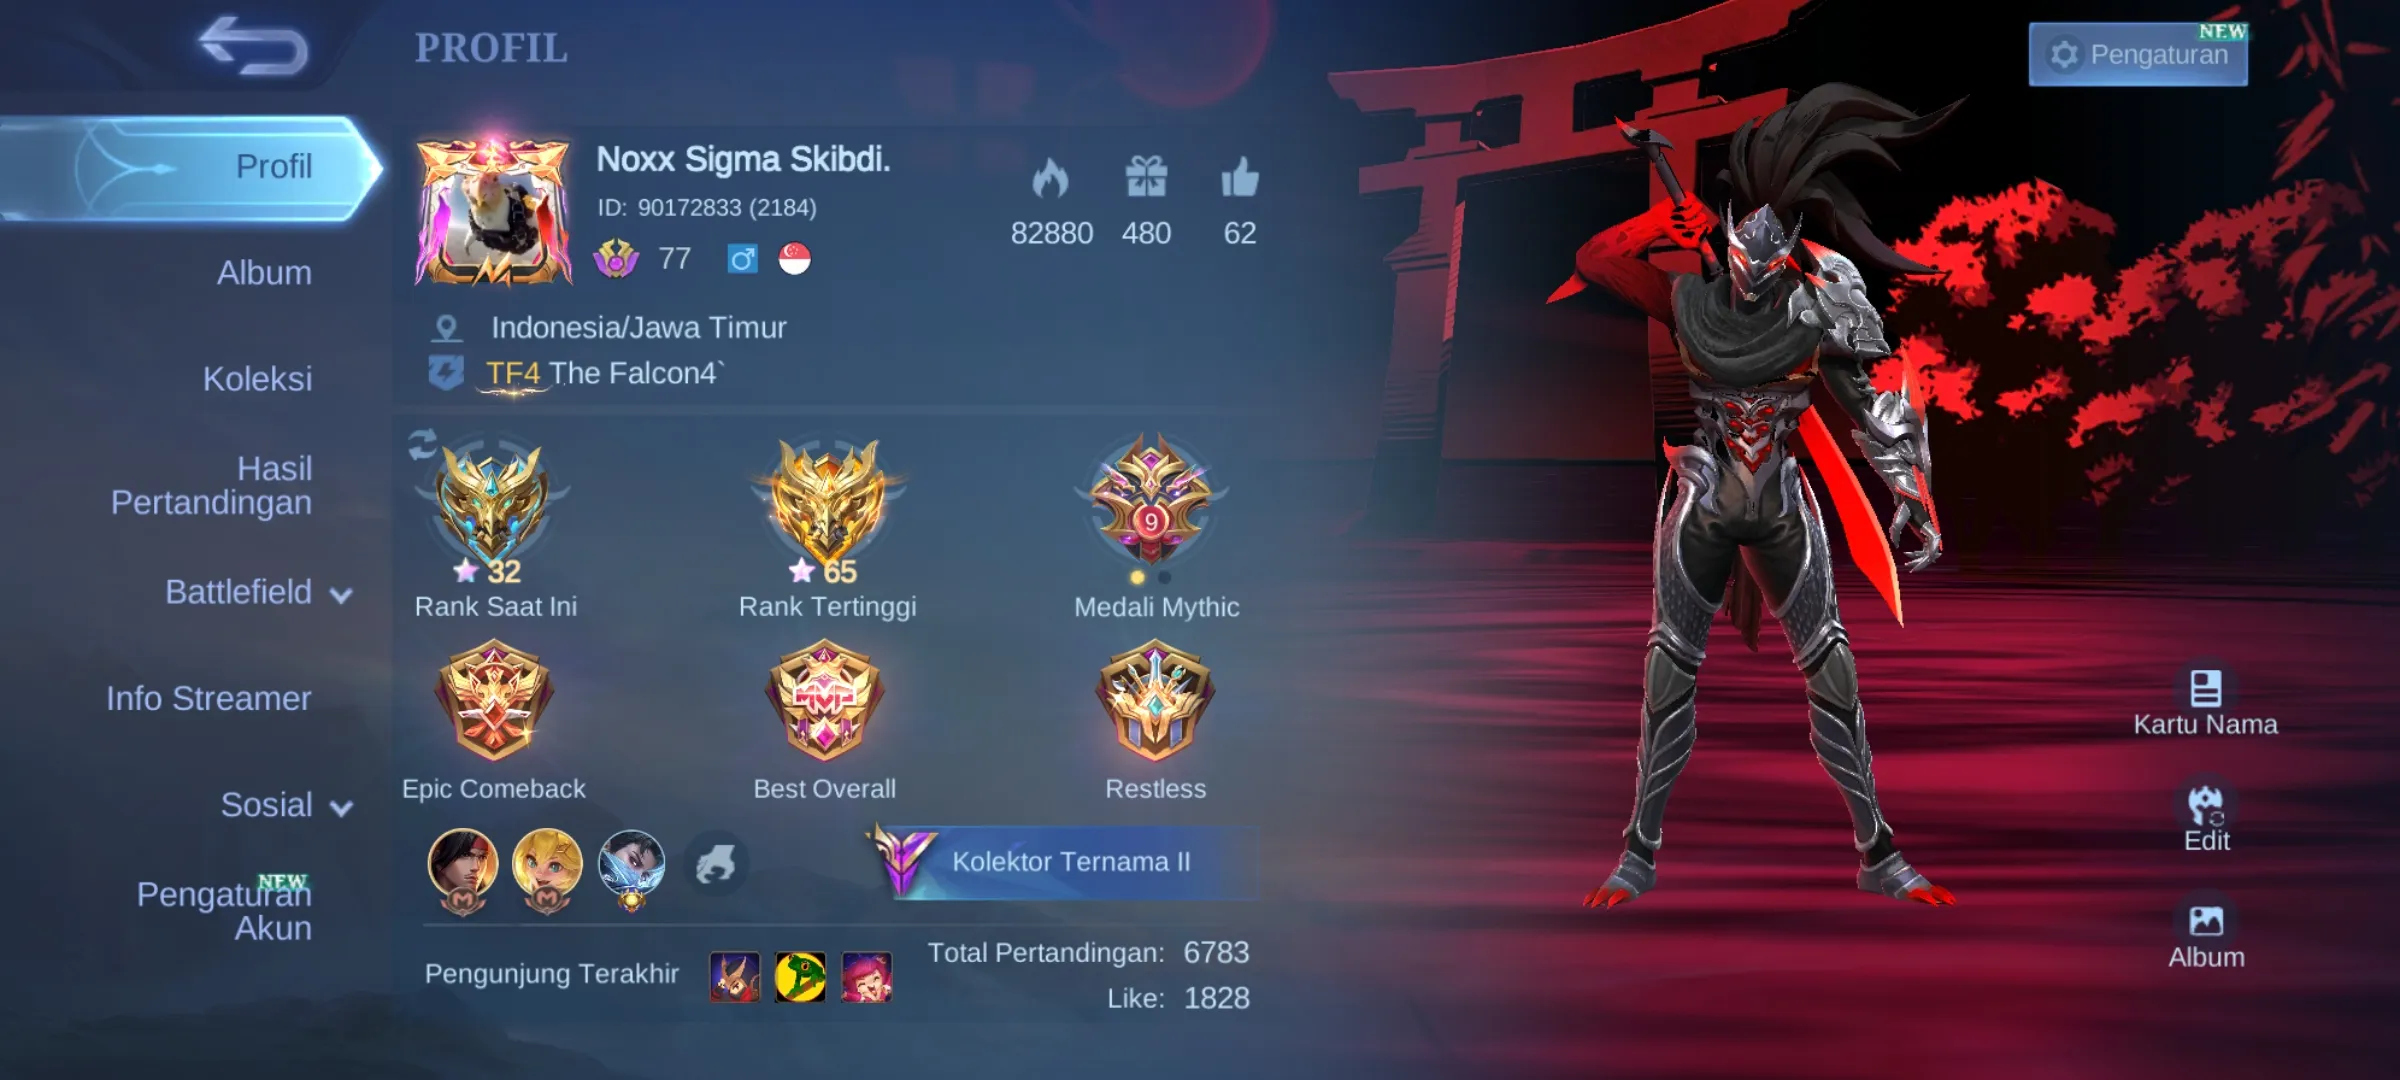 PROFIL
NEW
Pengaturan
Profil
Album
Koleksi
Hasil
Pertandingan
Battlefield
Info Streamer
Sosial
NEW
Pengaturan
Akun
Noxx Sigma Skibdi.
ID: 90172833 (2184)
77
82880 480 62
Indonesia/Jawa Timur
TF4 The Falcon4`
32
Rank Saat Ini
65
Rank Tertinggi
9
Medali Mythic
Epic Comeback
MVP
Best Overall
Restless
M
M
Kolektor Ternama II
Pengunjung Terakhir
Total Pertandingan: 6783
Like: 1828
Kartu Nama
Edit
Album